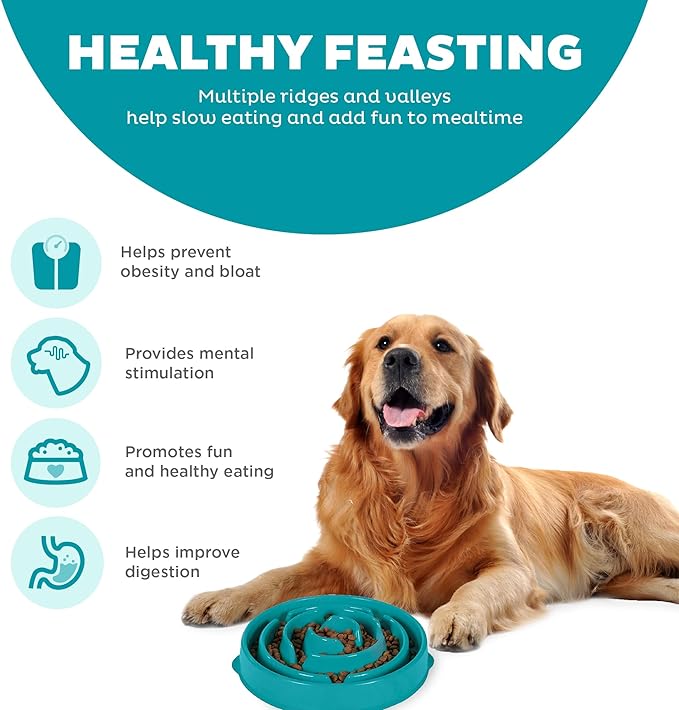 HEALTHY FEASTING
Multiple ridges and valleys
help slow eating and add fun to mealtime
Helps prevent
obesity and bloat
Provides mental
stimulation
Promotes fun
and healthy eating
Helps improve
digestion